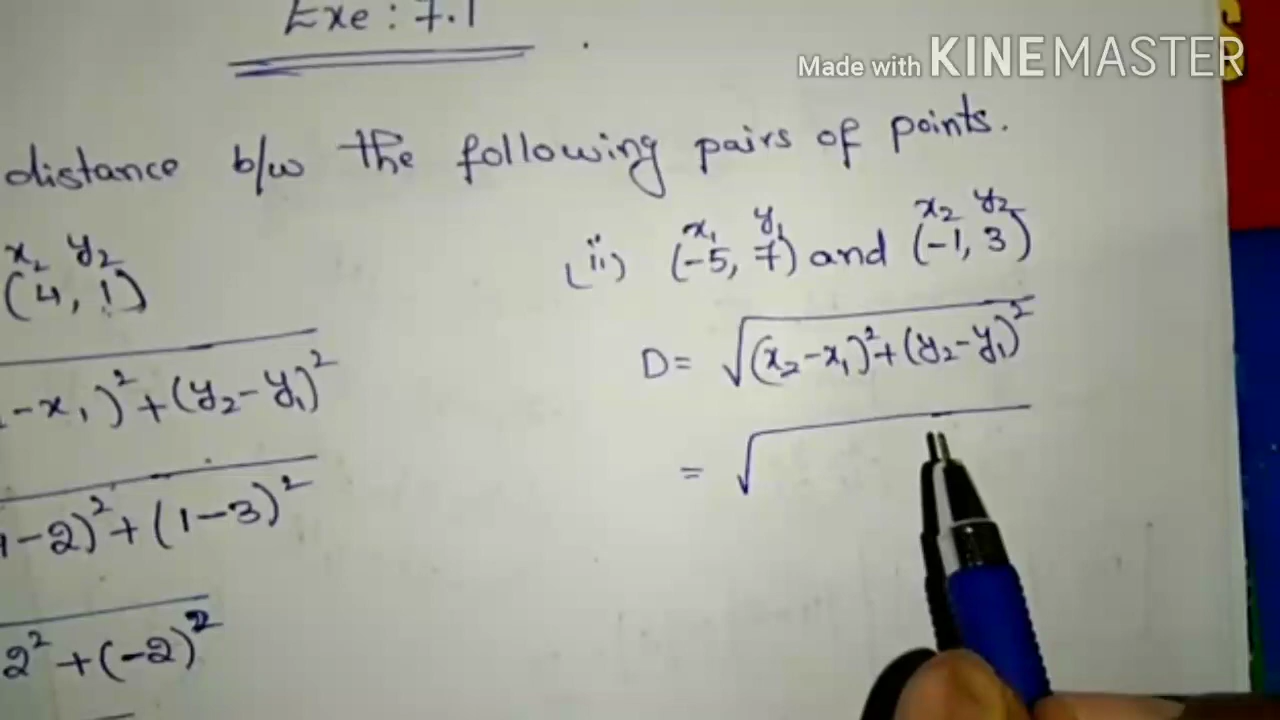 Exe : 7.1
Made with KINEMASTER
distance b/w the following pairs of points.
x₂ y₂
(4, 1)
-x₁)²+(y₂-y₁)²
-2)²+(1-3)²
2²+(-2)²
x₁ y₁ x₂ y₂
(ii) (-5, 7) and (-1, 3)
D= √(x₂-x₁)²+(y₂-y₁)²
= √